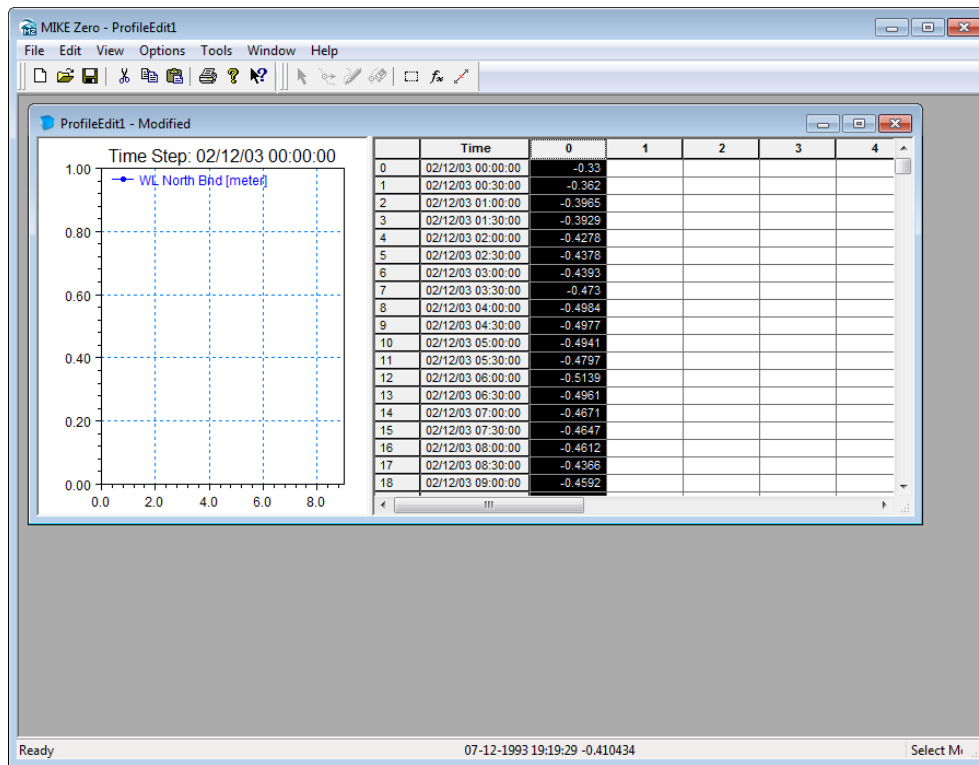 MIKE Zero - ProfileEdit1
File Edit View Options Tools Window Help
ProfileEdit1 - Modified
Time Step: 02/12/03 00:00:00
WL North Bnd [meter]
1.00
0.80
0.60
0.40
0.20
0.00
0.0 2.0 4.0 6.0 8.0
Time 0 1 2 3 4
0 02/12/03 00:00:00 -0.33
1 02/12/03 00:30:00 -0.362
2 02/12/03 01:00:00 -0.3965
3 02/12/03 01:30:00 -0.3929
4 02/12/03 02:00:00 -0.4278
5 02/12/03 02:30:00 -0.4378
6 02/12/03 03:00:00 -0.4393
7 02/12/03 03:30:00 -0.473
8 02/12/03 04:00:00 -0.4984
9 02/12/03 04:30:00 -0.4977
10 02/12/03 05:00:00 -0.4941
11 02/12/03 05:30:00 -0.4797
12 02/12/03 06:00:00 -0.5139
13 02/12/03 06:30:00 -0.4961
14 02/12/03 07:00:00 -0.4671
15 02/12/03 07:30:00 -0.4647
16 02/12/03 08:00:00 -0.4612
17 02/12/03 08:30:00 -0.4366
18 02/12/03 09:00:00 -0.4592
Ready 07-12-1993 19:19:29 -0.410434 Select M